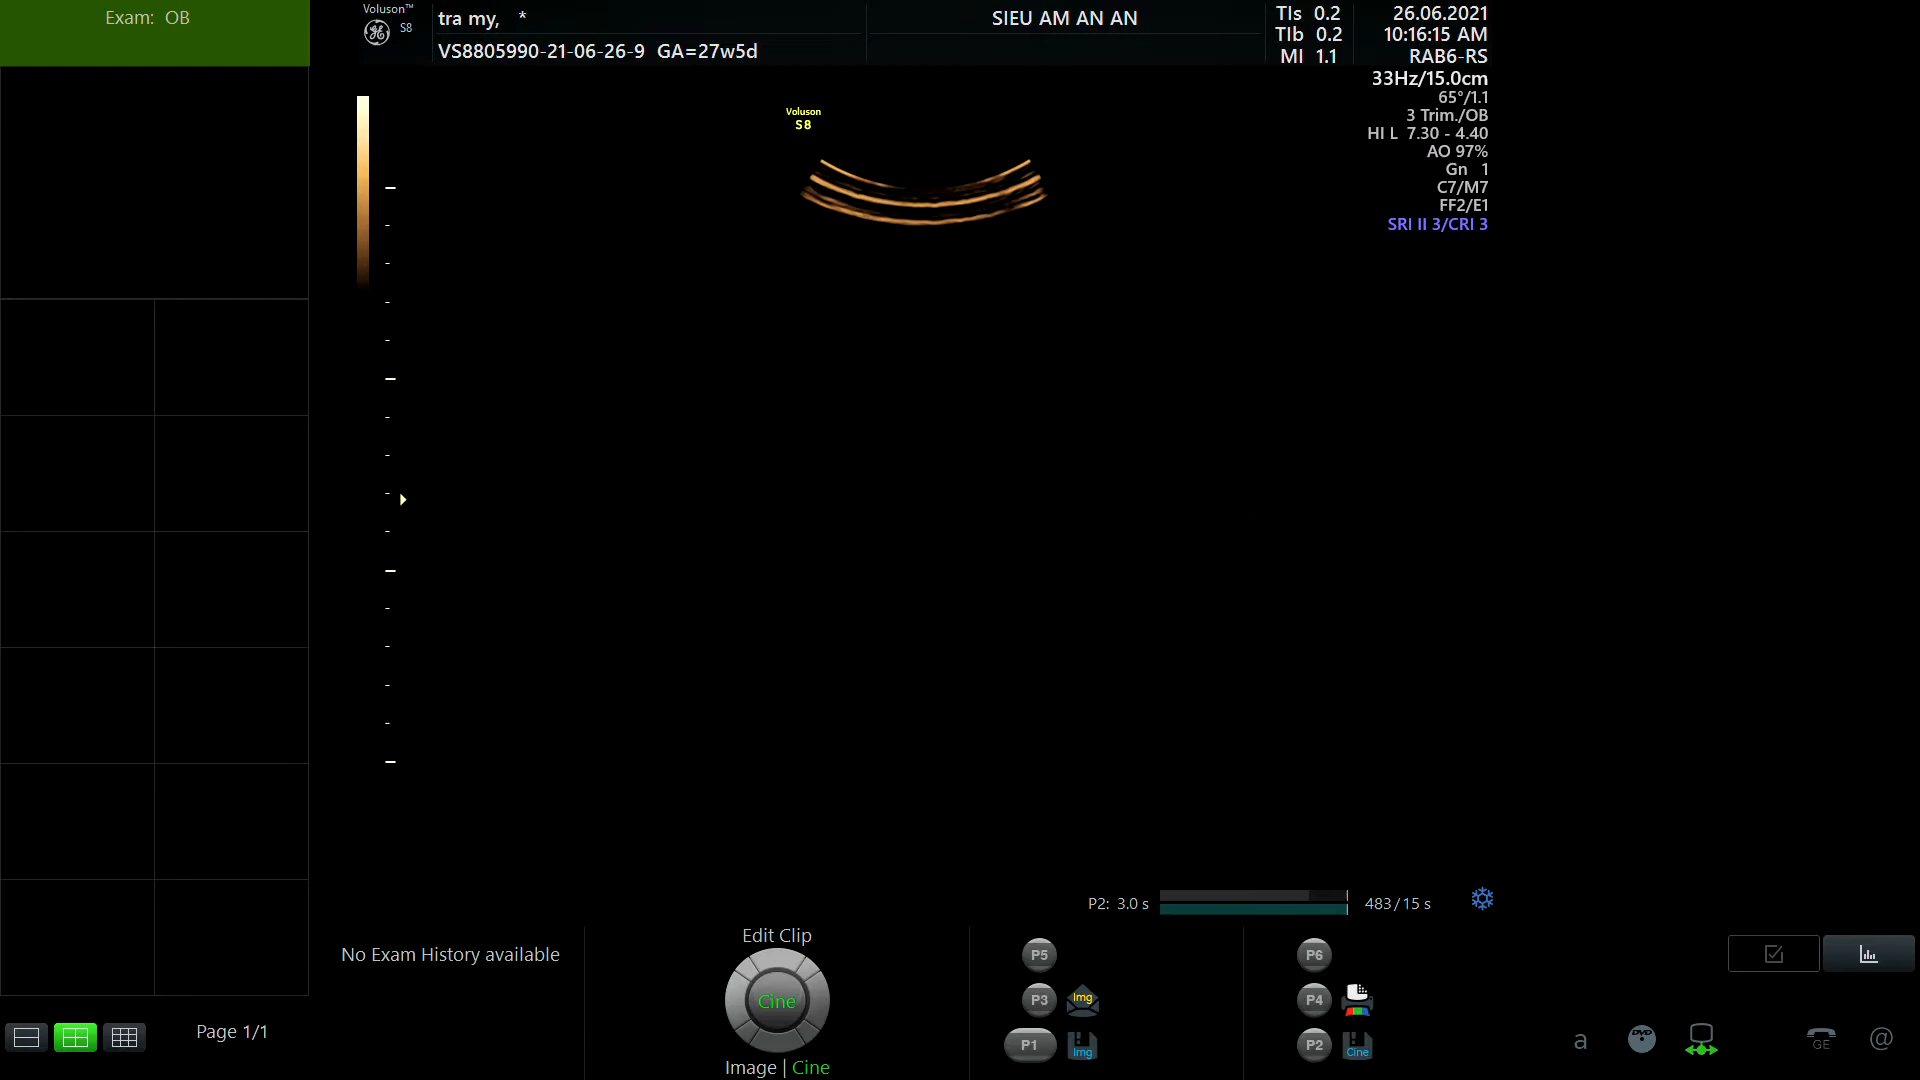 Exam: OB
Voluson™
S8
tra my, *
VS8805990-21-06-26-9 GA=27w5d
SIEU AM AN AN
TIs 0.2
TIb 0.2
MI 1.1
26.06.2021
10:16:15 AM
RAB6-RS
33Hz/15.0cm
65°/1.1
3 Trim./OB
HI L 7.30 - 4.40
AO 97%
Gn 1
C7/M7
FF2/E1
SRI II 3/CRI 3
Voluson
S8
P2: 3.0 s
483/15 s
No Exam History available
Edit Clip
Cine
Image | Cine
P5
P3 Img
P1 Img
P6
P4
P2 Cine
Page 1/1
a
DVD
GE
@